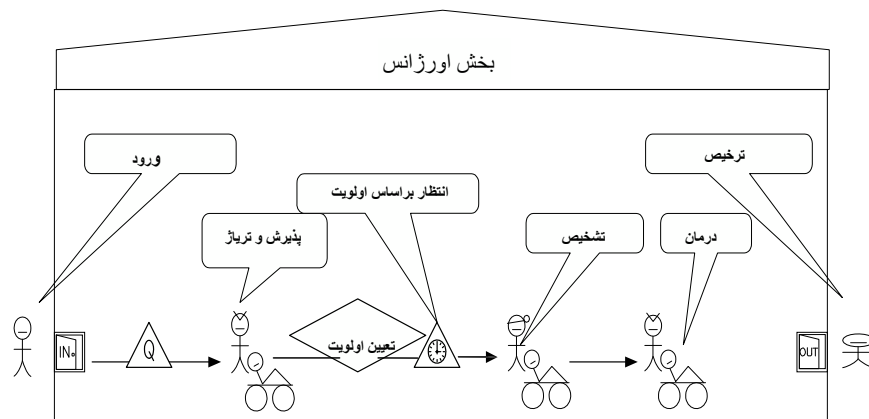 بخش اورژانس
ورود
پذیرش و تریاژ
انتظار براساس اولویت
تشخیص
درمان
ترخیص
IN
Q
تعیین اولویت
OUT